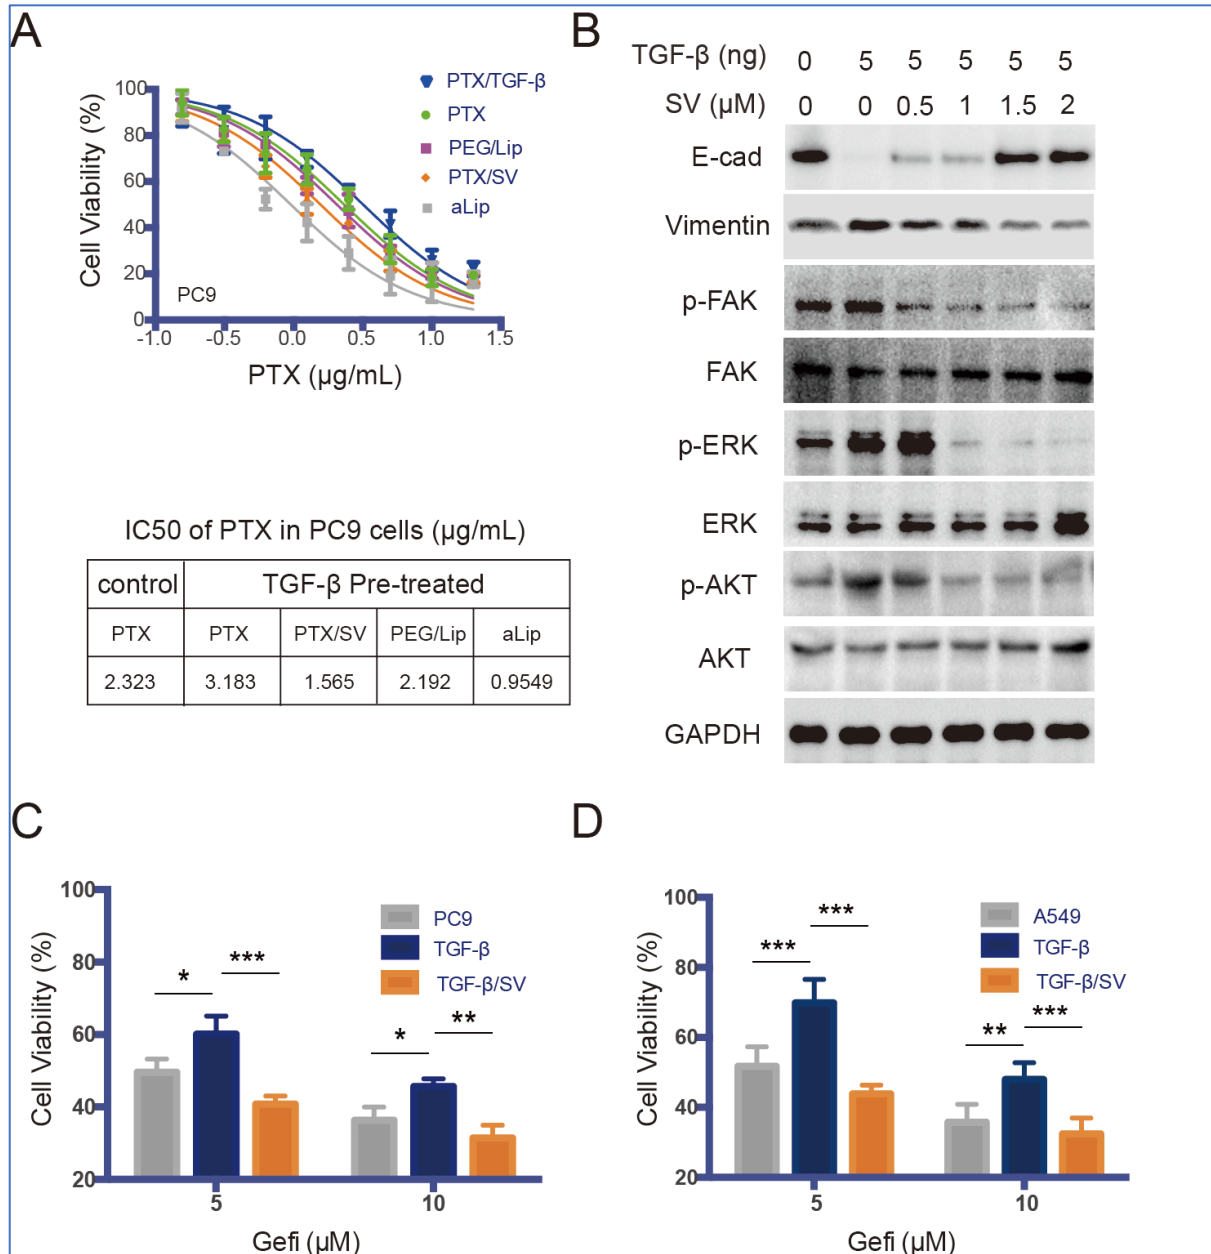 A
100
80
60
40
20
0
Cell Viability (%)
PTX/TGF-β
PTX
PEG/Lip
PTX/SV
aLip
PC9
-1.0 -0.5 0.0 0.5 1.0 1.5
PTX (μg/mL)
IC50 of PTX in PC9 cells (μg/mL)
control TGF-β Pre-treated
PTX PTX PTX/SV PEG/Lip aLip
2.323 3.183 1.565 2.192 0.9549
B
TGF-β (ng) 0 5 5 5 5 5
SV (μM) 0 0 0.5 1 1.5 2
E-cad
Vimentin
p-FAK
FAK
p-ERK
ERK
p-AKT
AKT
GAPDH
C
100
80
60
40
20
Cell Viability (%)
PC9
TGF-β
TGF-β/SV
* ***
* **
5 10
Gefi (μM)
D
100
80
60
40
20
Cell Viability (%)
A549
TGF-β
TGF-β/SV
*** ***
** ***
5 10
Gefi (μM)